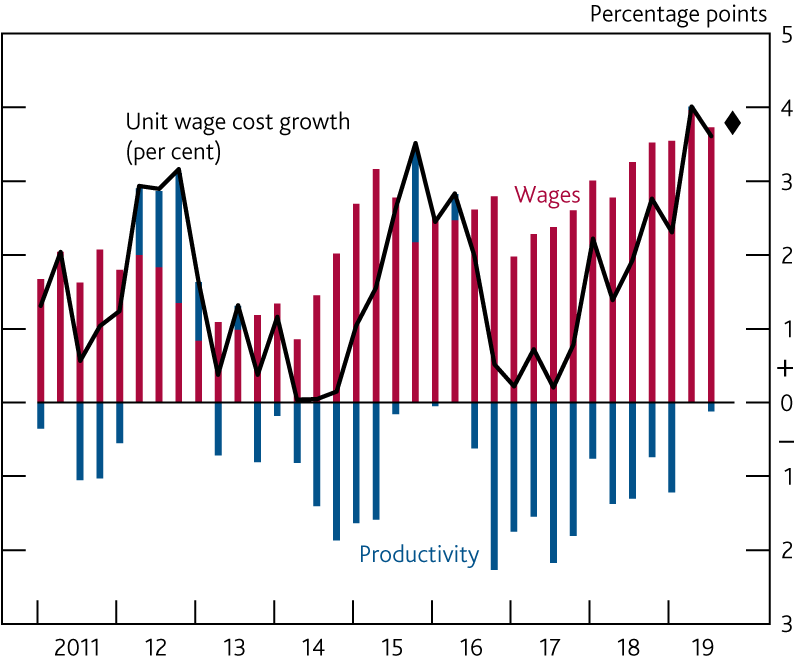 Percentage points
5
4
Unit wage cost growth
(per cent)
3
Wages
2
1
+
0
–
1
Productivity
2
3
2011 12 13 14 15 16 17 18 19